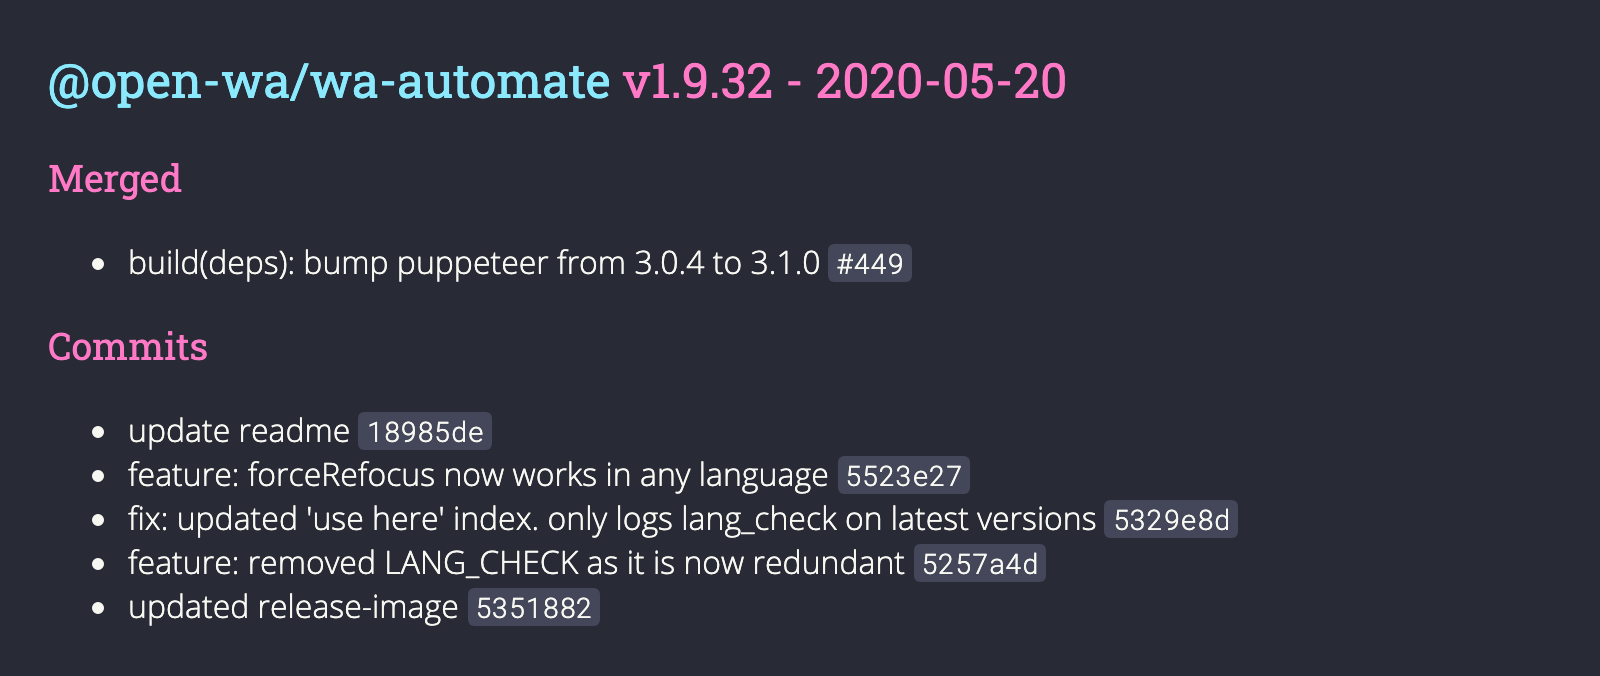 @open-wa/wa-automate v1.9.32 - 2020-05-20
Merged
build(deps): bump puppeteer from 3.0.4 to 3.1.0 #449
Commits
update readme 18985de
feature: forceRefocus now works in any language 5523e27
fix: updated 'use here' index. only logs lang_check on latest versions 5329e8d
feature: removed LANG_CHECK as it is now redundant 5257a4d
updated release-image 5351882